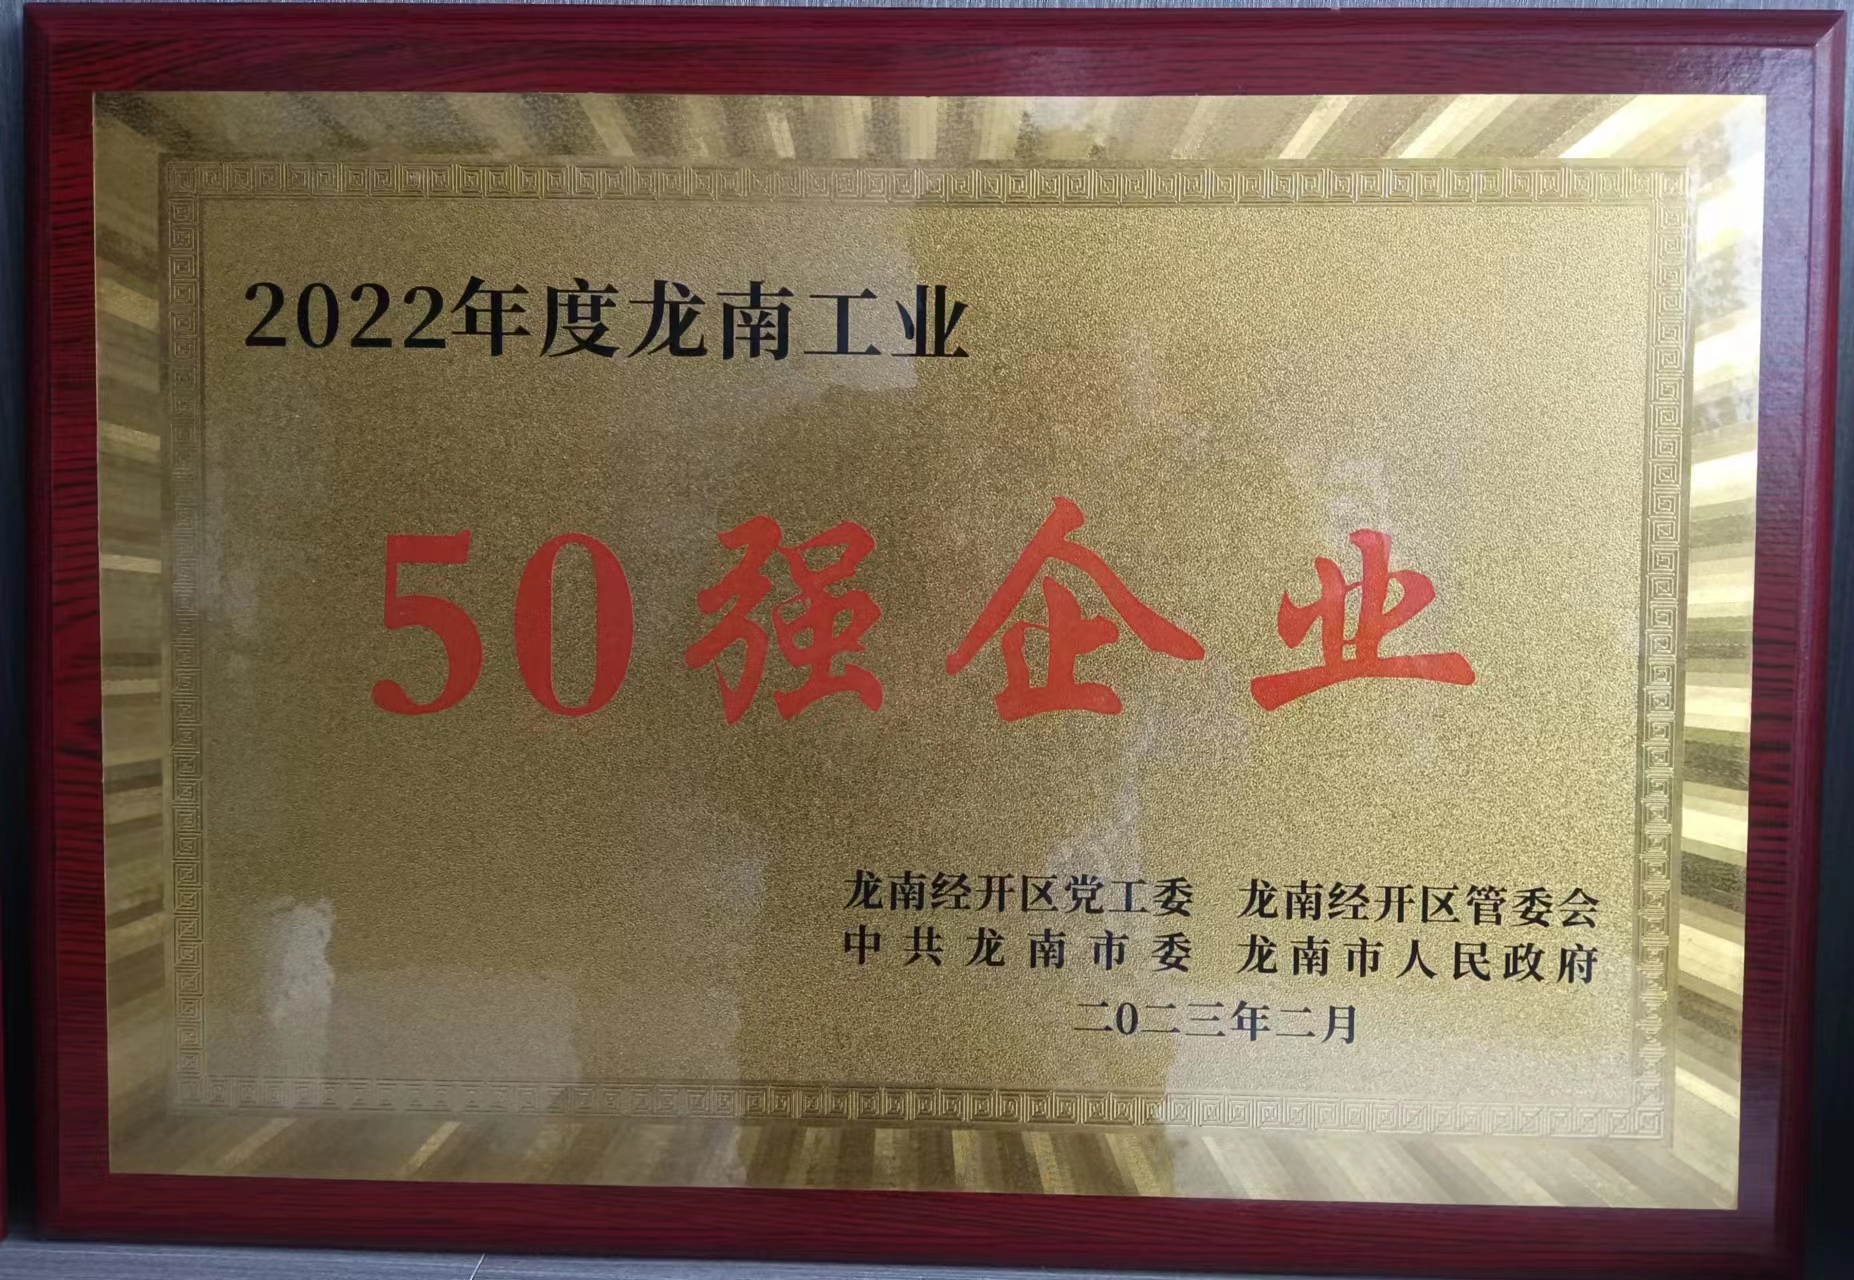 2022年度龙南工业
50强企业
龙南经开区党工委 龙南经开区管委会
中共龙南市委 龙南市人民政府
二0二三年二月